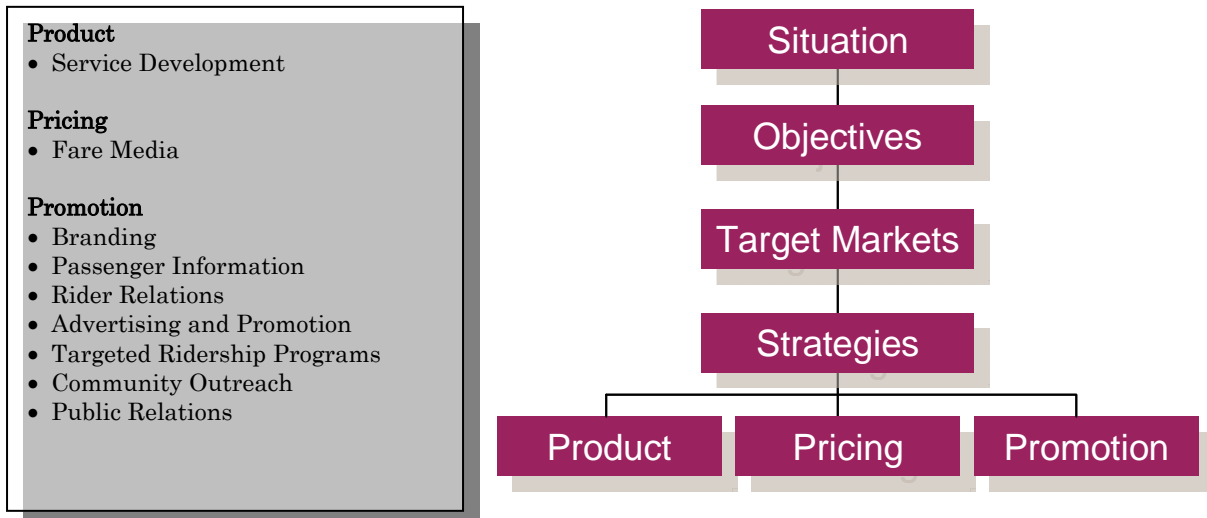 Product
• Service Development
Pricing
• Fare Media
Promotion
• Branding
• Passenger Information
• Rider Relations
• Advertising and Promotion
• Targeted Ridership Programs
• Community Outreach
• Public Relations
Situation
Objectives
Target Markets
Strategies
Product
Pricing
Promotion